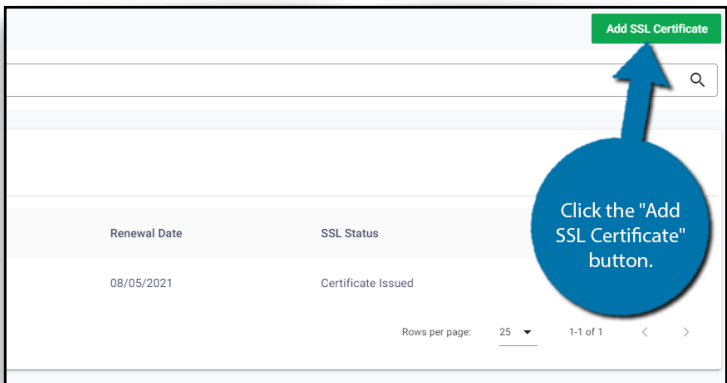 Add SSL Certificate
Click the "Add
SSL Certificate"
button.
Renewal Date SSL Status
08/05/2021 Certificate Issued
Rows per page: 25 1-1 of 1